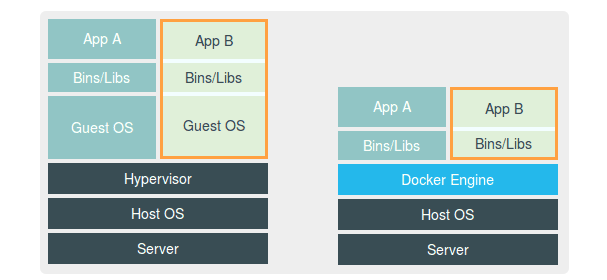 App A
App B
Bins/Libs
Bins/Libs
Guest OS
Guest OS
Hypervisor
Host OS
Server
App A
App B
Bins/Libs
Bins/Libs
Docker Engine
Host OS
Server